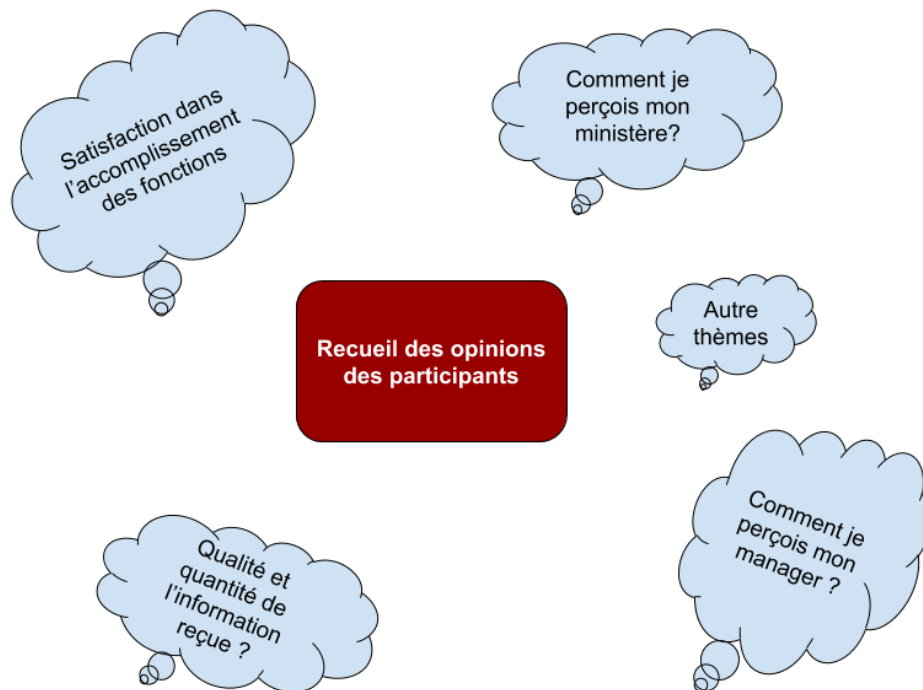 Satisfaction dans
l'accomplissement
des fonctions
Comment je
perçois mon
ministère?
Recueil des opinions
des participants
Autre
thèmes
Qualité et
quantité de
l'information
reçue ?
Comment je
perçois mon
manager ?